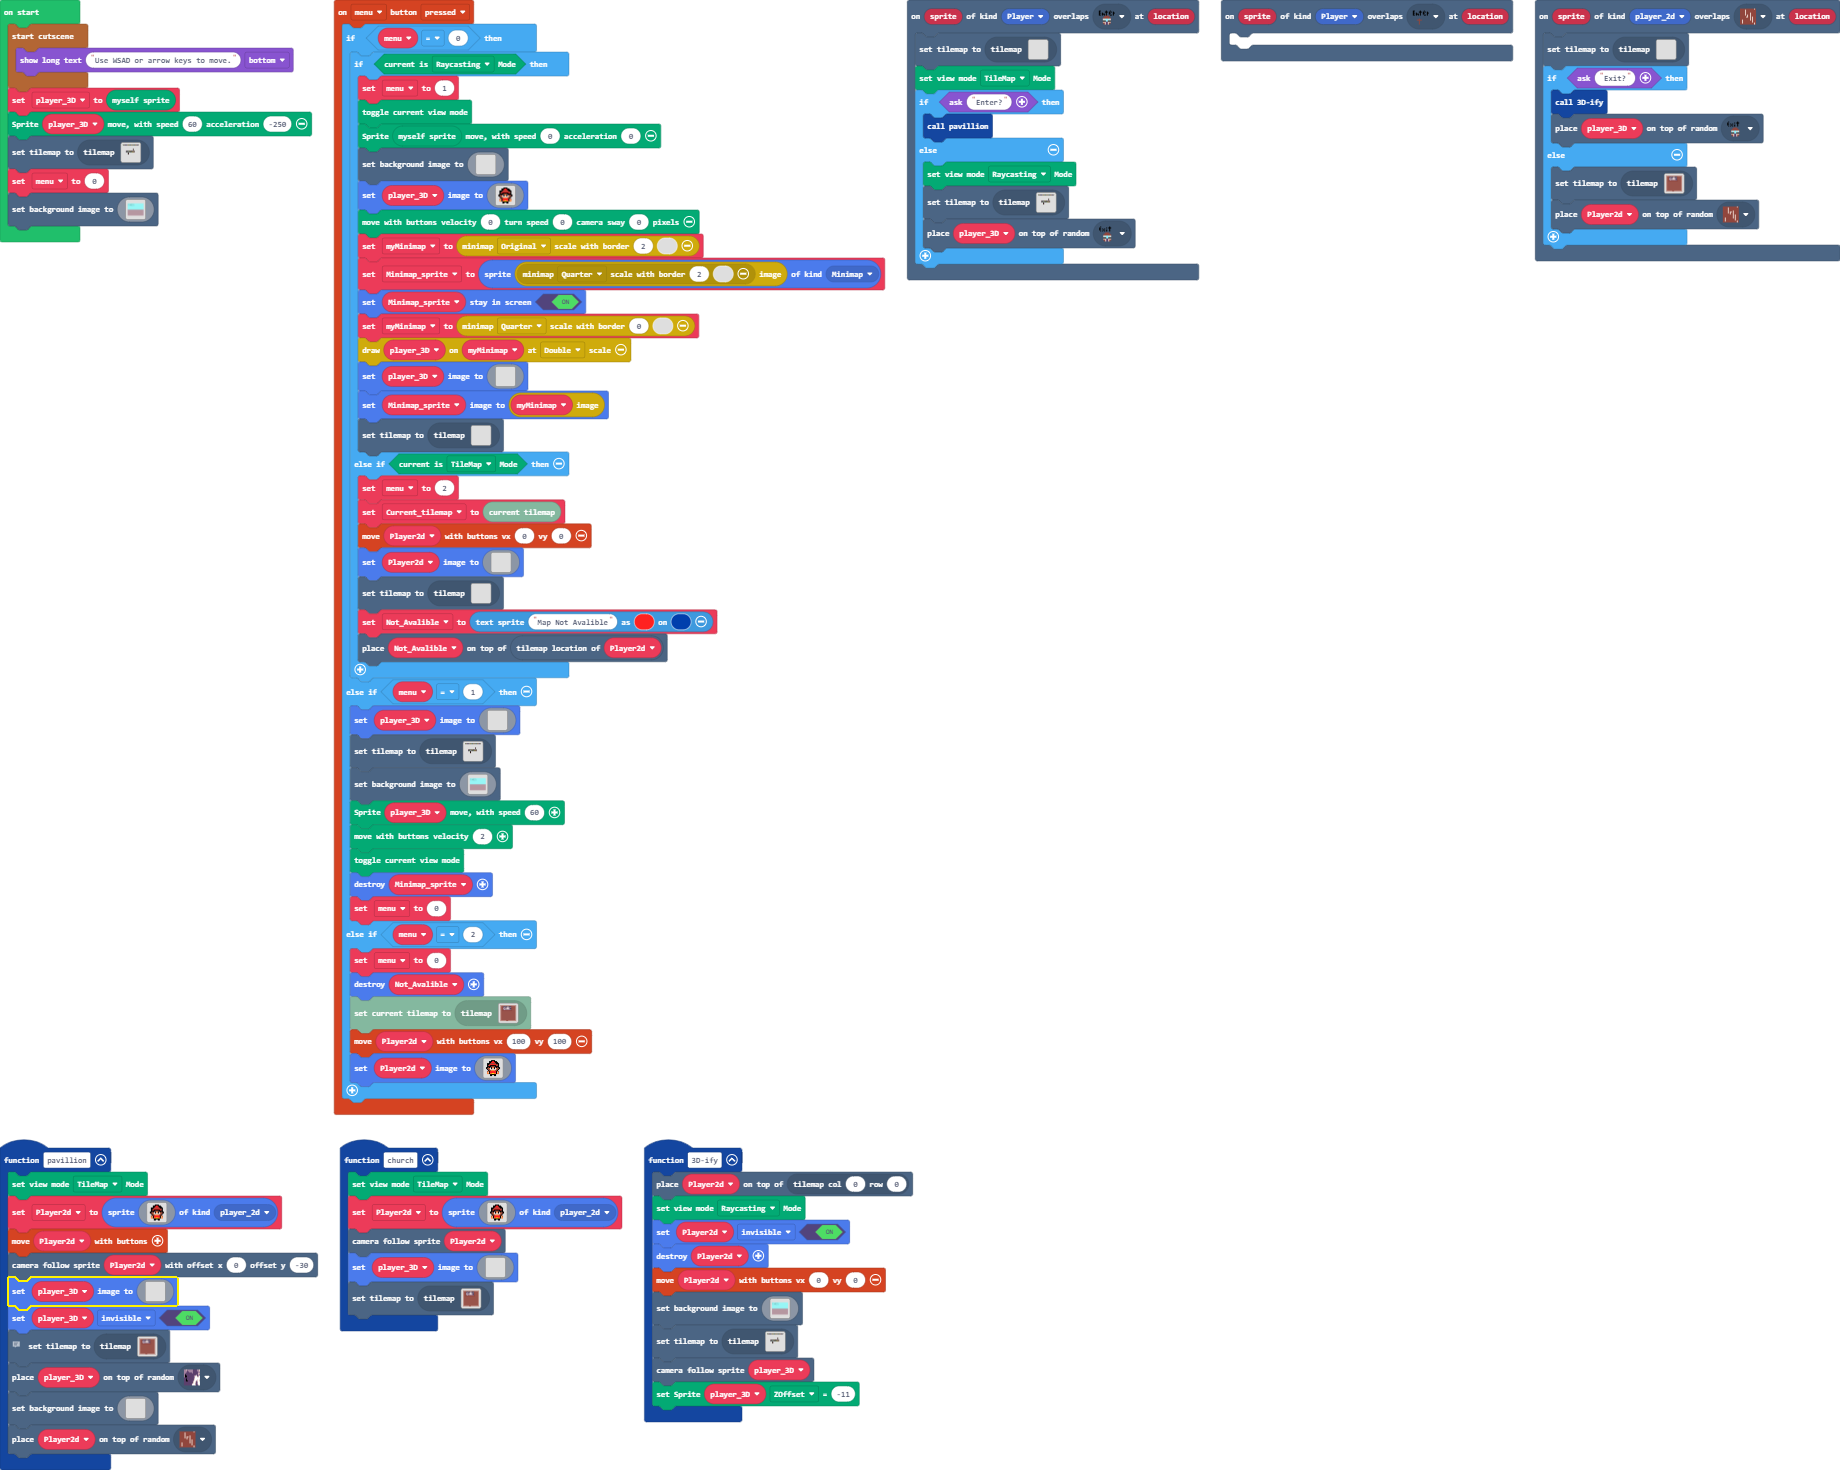 on start
start cutscene
show long text "Use WSAD or arrow keys to move." bottom
set player_3D to myself sprite
Sprite player_3D move, with speed 60 acceleration -250
set tilemap to tilemap
set menu to 0
set background image to
on menu button pressed
if menu = 0 then
if current is Raycasting Mode then
set menu to 1
toggle current view mode
Sprite myself sprite move, with speed 0 acceleration 0
set background image to
set player_3D image to
move with buttons velocity 0 turn speed 0 camera sway 0 pixels
set myMinimap to minimap Original scale with border 2
set Minimap_sprite to sprite minimap Quarter scale with border 2 image of kind Minimap
set Minimap_sprite stay in screen ON
set myMinimap to minimap Quarter scale with border 0
draw player_3D on myMinimap at Double scale
set player_3D image to
set Minimap_sprite image to myMinimap image
set tilemap to tilemap
else if current is TileMap Mode then
set menu to 2
set Current_tilemap to current tilemap
move Player2d with buttons vx 0 vy 0
set Player2d image to
set tilemap to tilemap
set Not_Avalible to text sprite "Map Not Avalible" as on
place Not_Avalible on top of tilemap location of Player2d
else if menu = 1 then
set player_3D image to
set tilemap to tilemap
set background image to
Sprite player_3D move, with speed 60
move with buttons velocity 2
toggle current view mode
destroy Minimap_sprite
set menu to 0
else if menu = 2 then
set menu to 0
destroy Not_Avalible
set current tilemap to tilemap
move Player2d with buttons vx 100 vy 100
set Player2d image to
on sprite of kind Player overlaps at location
set tilemap to tilemap
set view mode TileMap Mode
if ask "Enter?" then
call pavillion
else
set view mode Raycasting Mode
set tilemap to tilemap
place player_3D on top of random
on sprite of kind Player overlaps at location
on sprite of kind player_2d overlaps at location
set tilemap to tilemap
if ask "Exit?" then
call 3D-ify
place player_3D on top of random
else
set tilemap to tilemap
place Player2d on top of random
function pavillion
set view mode TileMap Mode
set Player2d to sprite of kind player_2d
move Player2d with buttons
camera follow sprite Player2d with offset x 0 offset y -30
set player_3D image to
set player_3D invisible ON
set tilemap to tilemap
place player_3D on top of random
set background image to
place Player2d on top of random
function church
set view mode TileMap Mode
set Player2d to sprite of kind player_2d
camera follow sprite Player2d
set player_3D image to
set tilemap to tilemap
function 3D-ify
place Player2d on top of tilemap col 0 row 0
set view mode Raycasting Mode
set Player2d invisible ON
destroy Player2d
move Player2d with buttons vx 0 vy 0
set background image to
set tilemap to tilemap
camera follow sprite player_3D
set Sprite player_3D ZOffset = -11